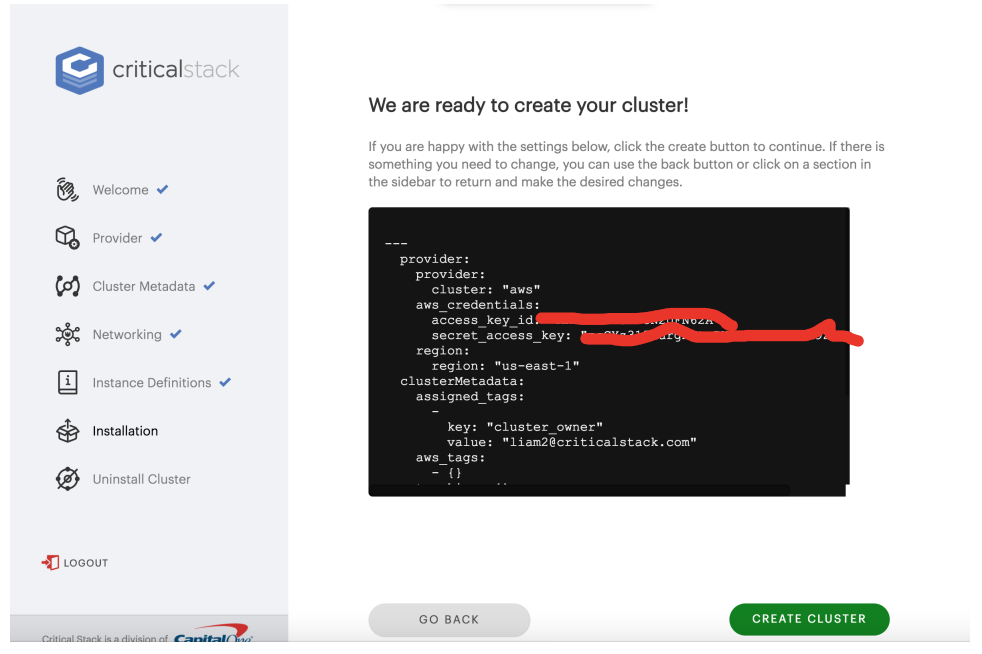 criticalstack
Welcome
Provider
Cluster Metadata
Networking
Instance Definitions
Installation
Uninstall Cluster
LOGOUT
Critical Stack is a division of Capital One
We are ready to create your cluster!
If you are happy with the settings below, click the create button to continue. If there is
something you need to change, you can use the back button or click on a section in
the sidebar to return and make the desired changes.
---
provider:
provider:
cluster: "aws"
aws_credentials:
access_key_id:
secret_access_key:
region:
region: "us-east-1"
clusterMetadata:
assigned_tags:
-
key: "cluster_owner"
value: "liam2@criticalstack.com"
aws_tags:
- {}
GO BACK
CREATE CLUSTER